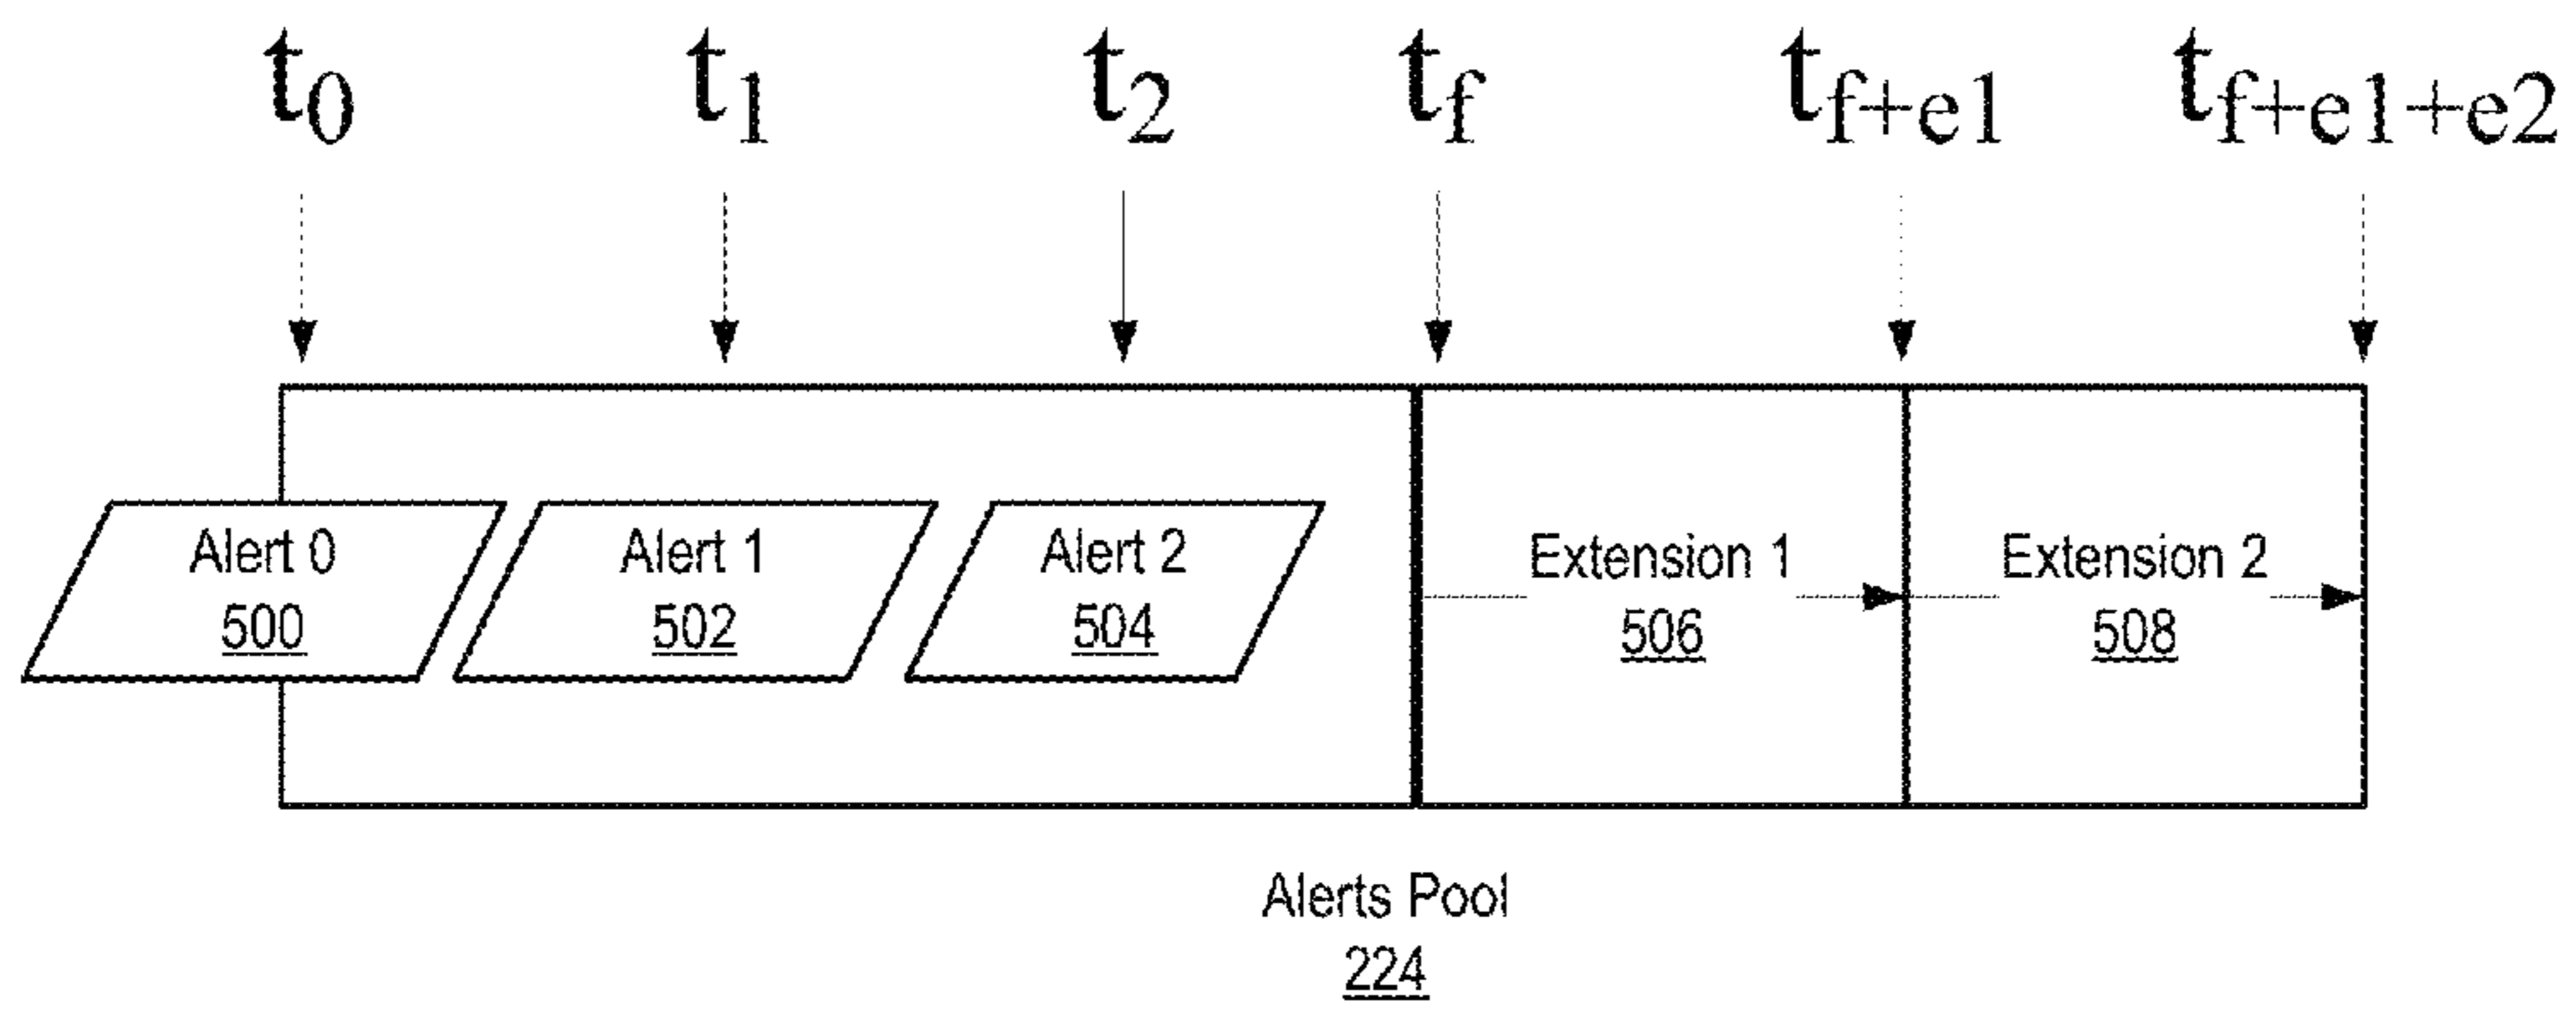 t0 t1 t2 tf tf+e1 tf+e1+e2
Alert 0 Alert 1 Alert 2 Extension 1 Extension 2
500 502 504 506 508
Alerts Pool
224